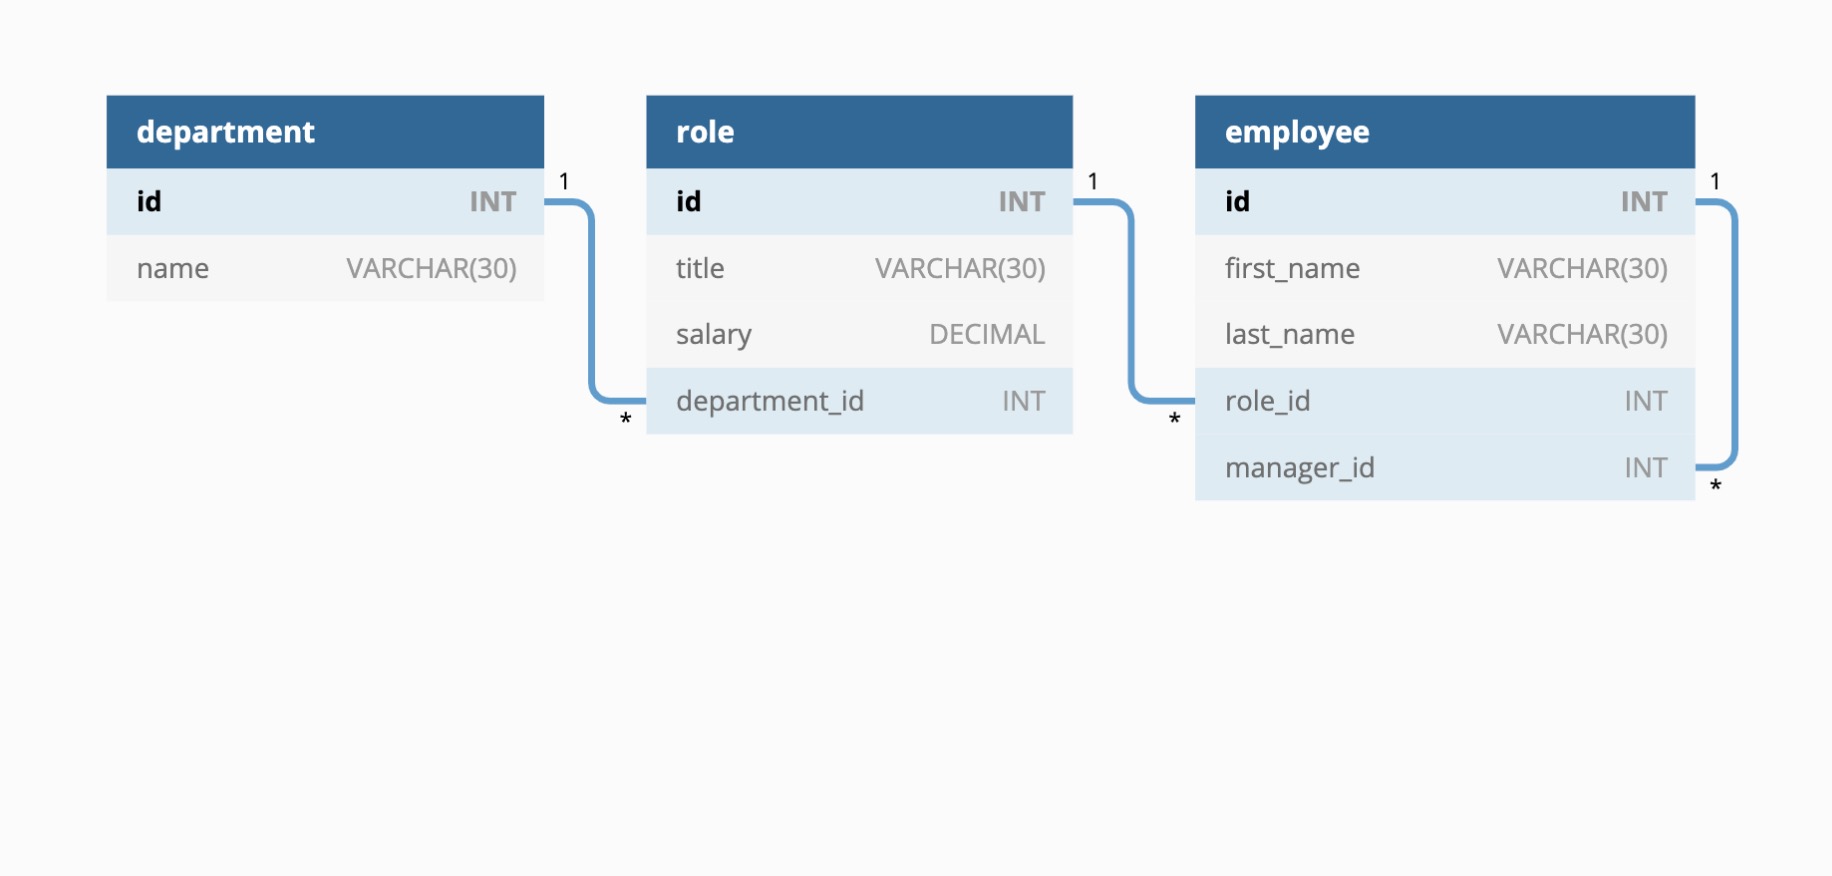 department
id INT
name VARCHAR(30)
1
*
role
id INT
title VARCHAR(30)
salary DECIMAL
department_id INT
1
*
employee
id INT
first_name VARCHAR(30)
last_name VARCHAR(30)
role_id INT
manager_id INT
1
*